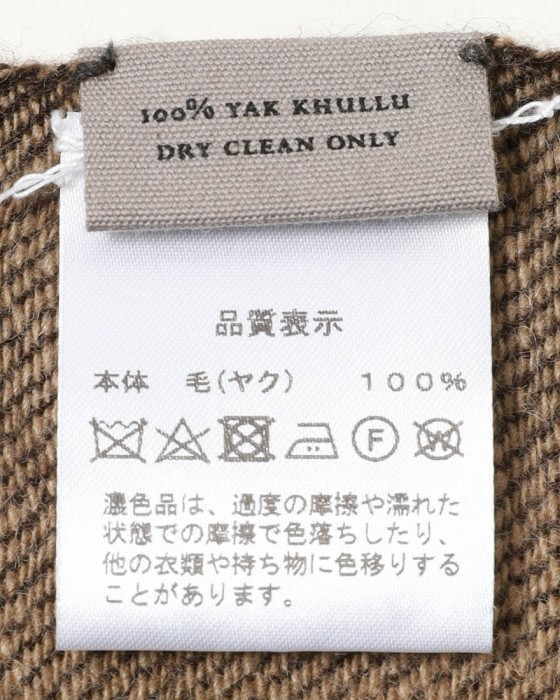 100% YAK KHULLU
DRY CLEAN ONLY
品質表示
本体 毛(ヤク) 100%
F W
濃色品は、過度の摩擦や濡れた
状態での摩擦で色落ちしたり、
他の衣類や持ち物に色移りする
ことがあります。